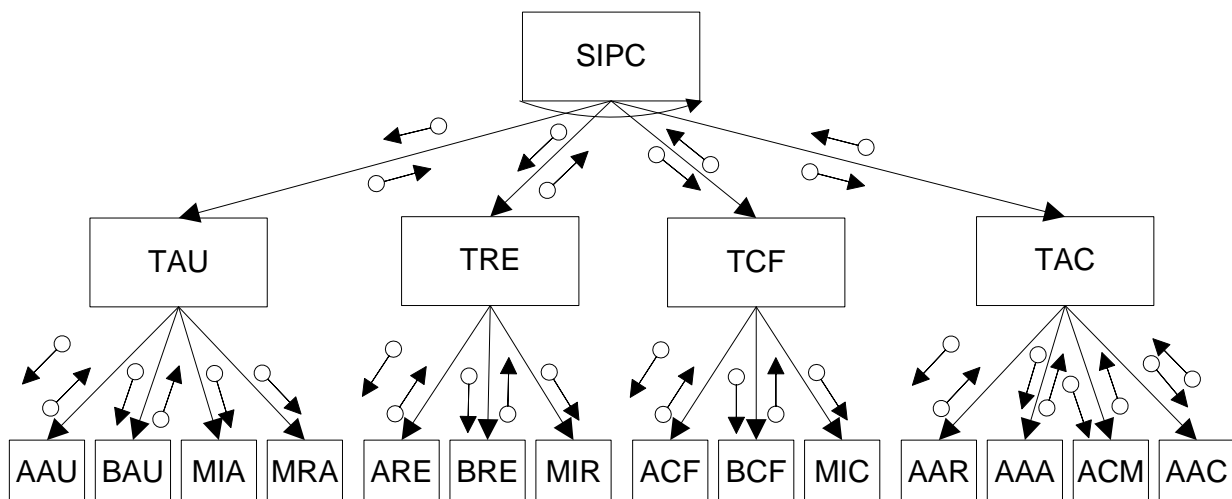 SIPC
TAU TRE TCF TAC
AAU BAU MIA MRA ARE BRE MIR ACF BCF MIC AAR AAA ACM AAC